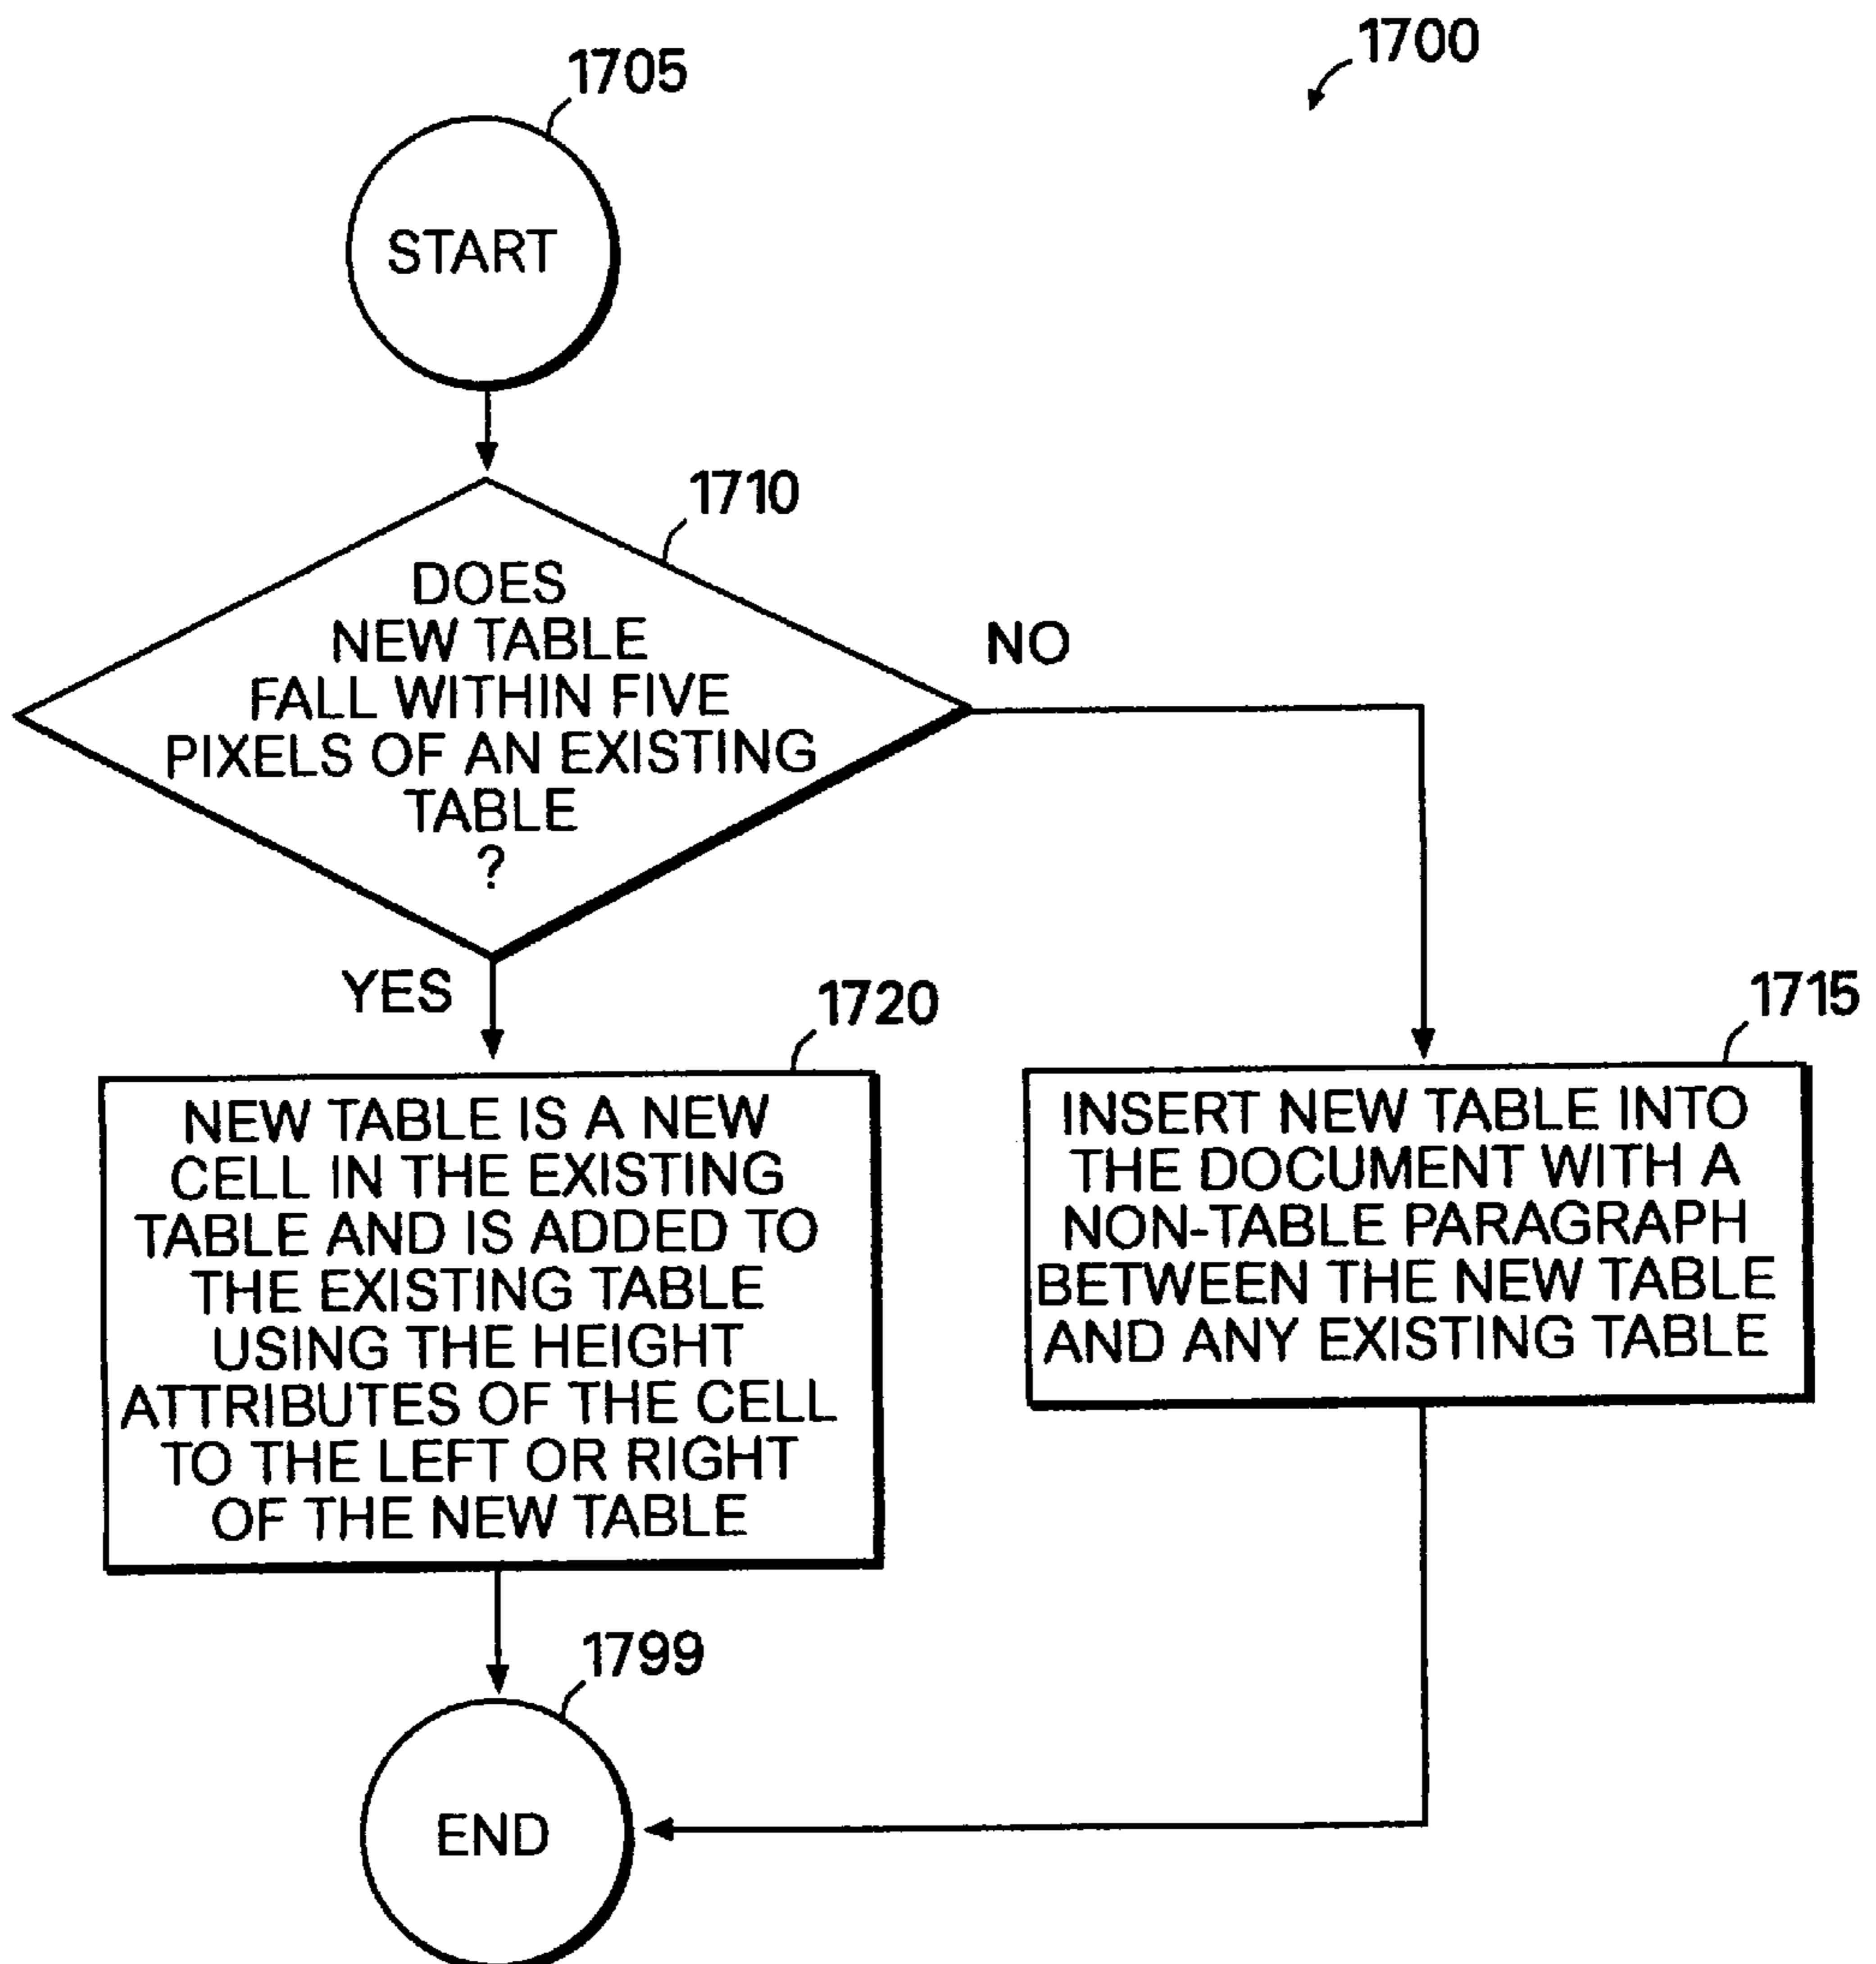 1700
1705
START
1710
DOES
NEW TABLE
FALL WITHIN FIVE
PIXELS OF AN EXISTING
TABLE
?
NO
YES
1720
NEW TABLE IS A NEW
CELL IN THE EXISTING
TABLE AND IS ADDED TO
THE EXISTING TABLE
USING THE HEIGHT
ATTRIBUTES OF THE CELL
TO THE LEFT OR RIGHT
OF THE NEW TABLE
1715
INSERT NEW TABLE INTO
THE DOCUMENT WITH A
NON-TABLE PARAGRAPH
BETWEEN THE NEW TABLE
AND ANY EXISTING TABLE
1799
END